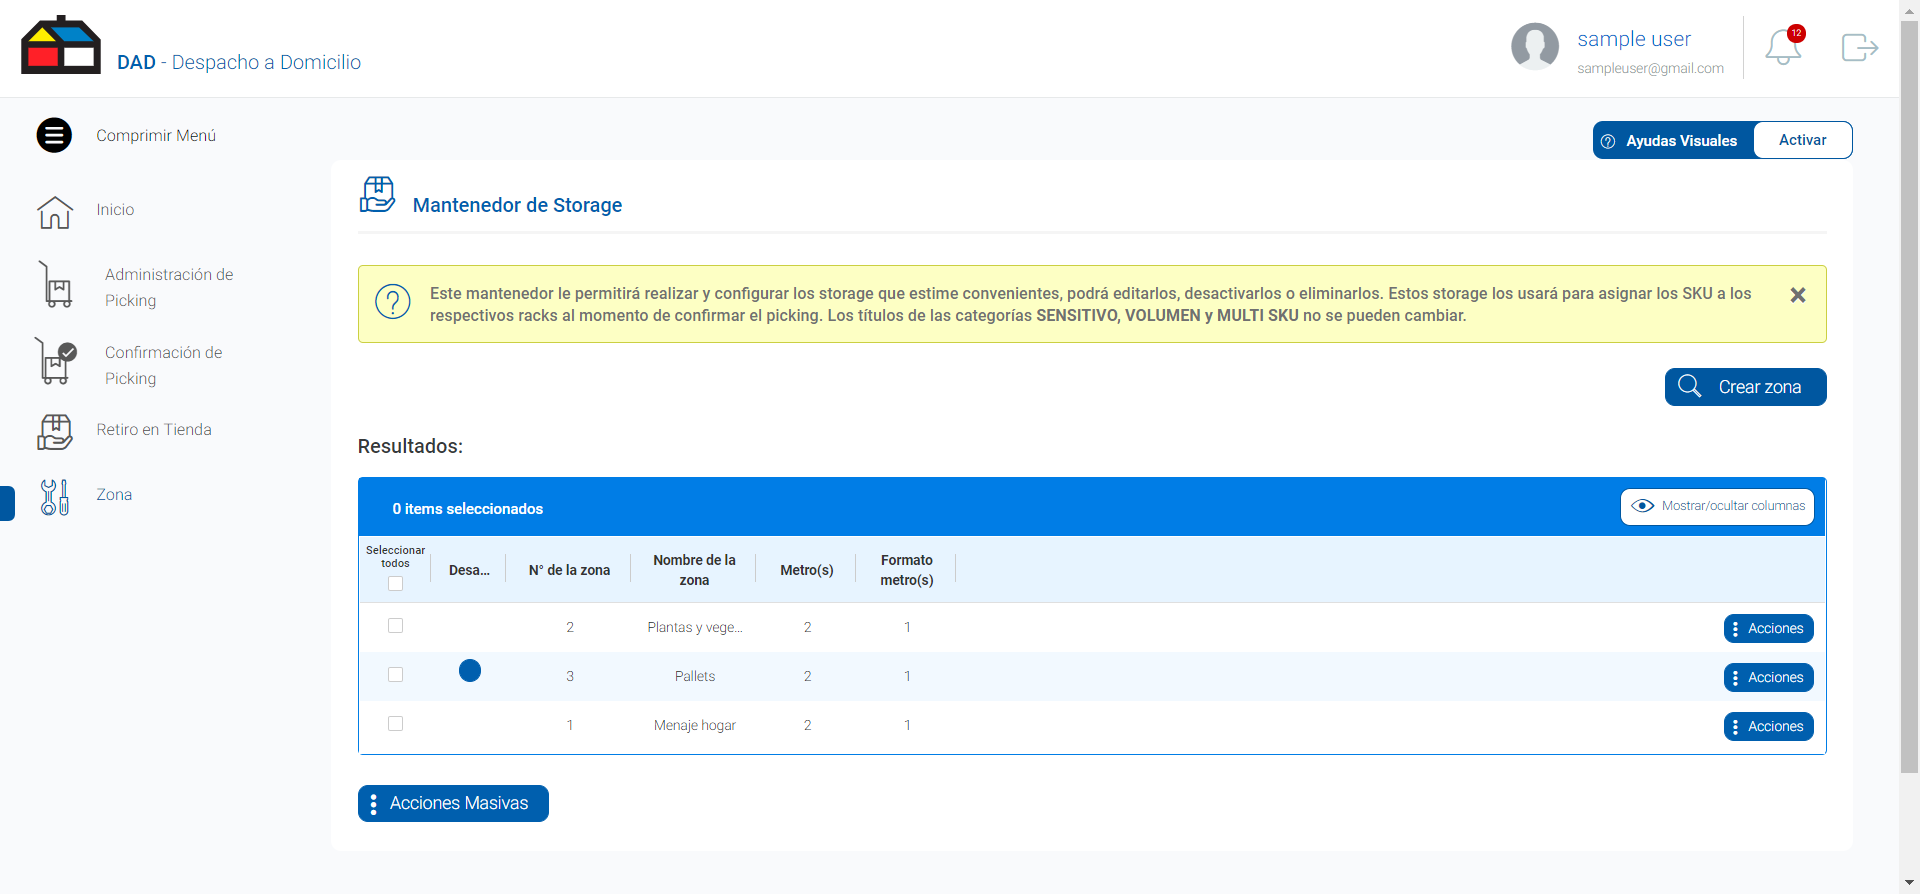 DAD - Despacho a Domicilio
sample user
sampleuser@gmail.com
12
Comprimir Menú
Inicio
Administración de
Picking
Confirmación de
Picking
Retiro en Tienda
Zona
Ayudas Visuales
Activar
Mantenedor de Storage
Este mantenedor le permitirá realizar y configurar los storage que estime convenientes, podrá editarlos, desactivarlos o eliminarlos. Estos storage los usará para asignar los SKU a los
respectivos racks al momento de confirmar el picking. Los títulos de las categorías SENSITIVO, VOLUMEN y MULTI SKU no se pueden cambiar.
Crear zona
Resultados:
0 items seleccionados
Mostrar/ocultar columnas
Seleccionar
todos
Desa...
N° de la zona
Nombre de la
zona
Metro(s)
Formato
metro(s)
2 Plantas y vege... 2 1 Acciones
3 Pallets 2 1 Acciones
1 Menaje hogar 2 1 Acciones
Acciones Masivas